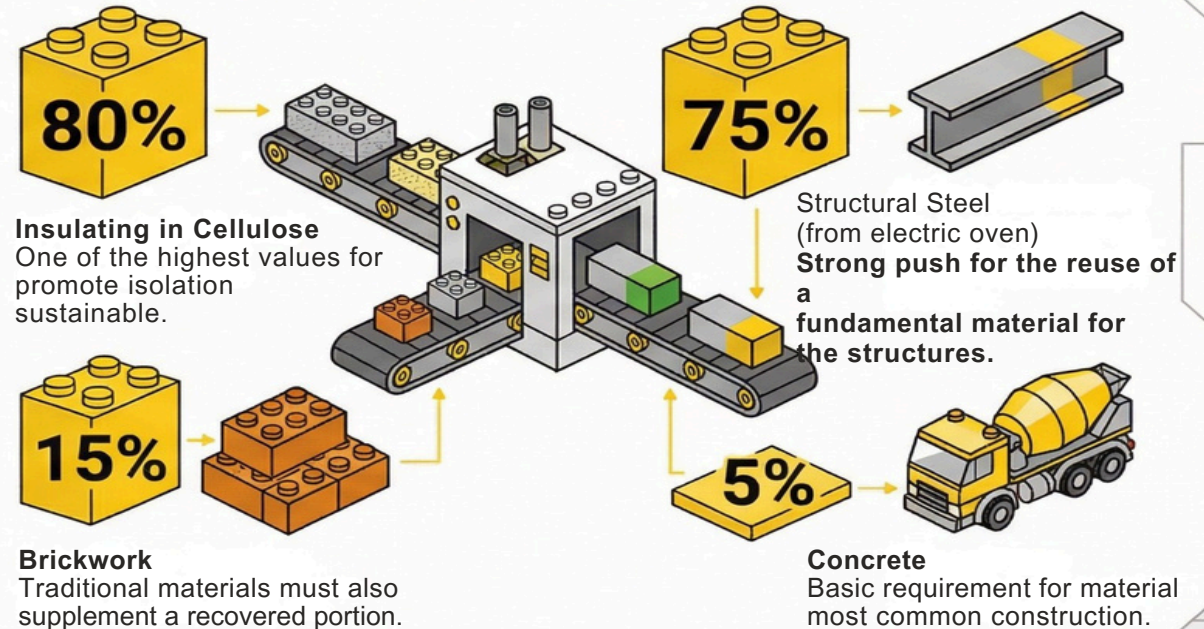 80%
Insulating in Cellulose
One of the highest values for
promote isolation
sustainable.
75%
Structural Steel
(from electric oven)
Strong push for the reuse of
a
fundamental material for
the structures.
15%
Brickwork
Traditional materials must also
supplement a recovered portion.
5%
Concrete
Basic requirement for material
most common construction.